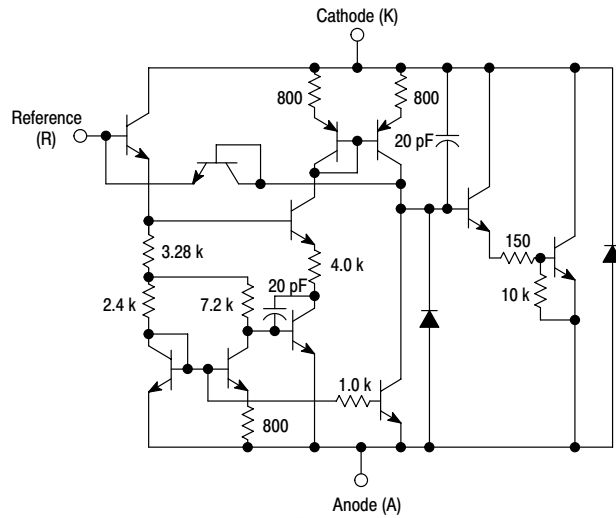 Cathode (K)
800
800
Reference
(R)
20 pF
3.28 k
4.0 k
150
2.4 k
7.2 k
20 pF
10 k
1.0 k
800
Anode (A)